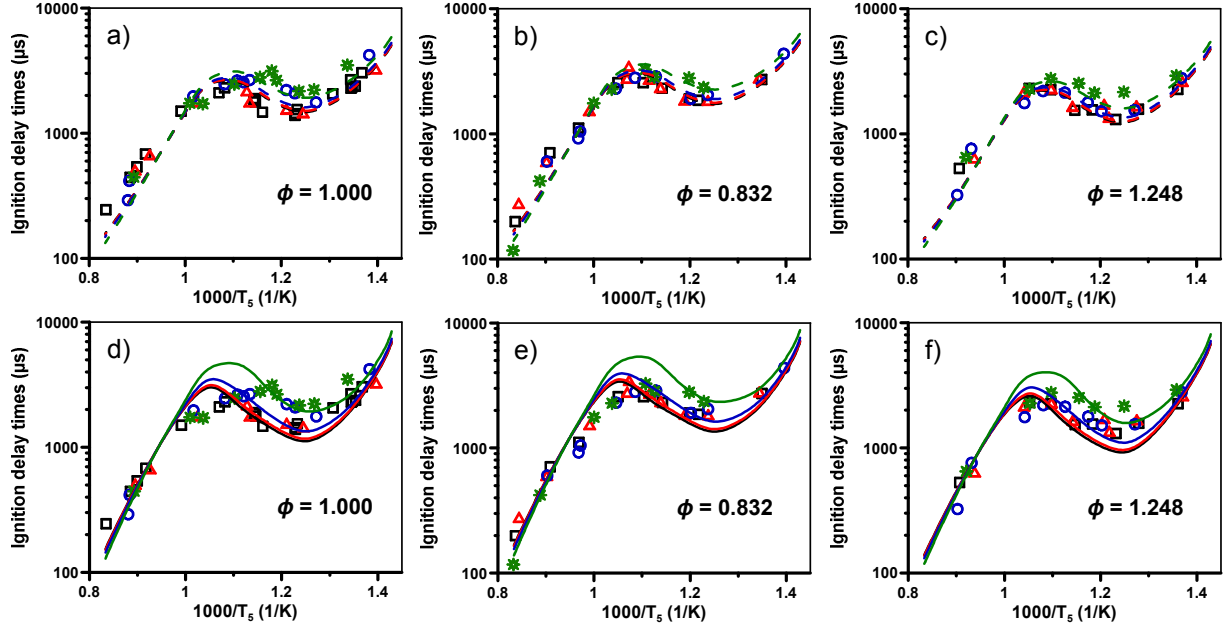 a)
Ignition delay times (μs)
10000
1000
100
ϕ = 1.000
0.8
1
1.2
1.4
1000/T5 (1/K)
b)
Ignition delay times (μs)
10000
1000
100
ϕ = 0.832
0.8
1
1.2
1.4
1000/T5 (1/K)
c)
Ignition delay times (μs)
10000
1000
100
ϕ = 1.248
0.8
1
1.2
1.4
1000/T5 (1/K)
d)
Ignition delay times (μs)
10000
1000
100
ϕ = 1.000
0.8
1
1.2
1.4
1000/T5 (1/K)
e)
Ignition delay times (μs)
10000
1000
100
ϕ = 0.832
0.8
1
1.2
1.4
1000/T5 (1/K)
f)
Ignition delay times (μs)
10000
1000
100
ϕ = 1.248
0.8
1
1.2
1.4
1000/T5 (1/K)